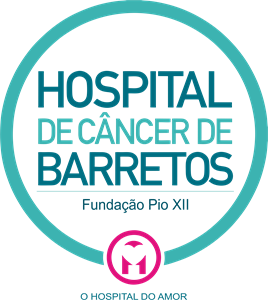 HOSPITAL
DE CÂNCER DE
BARRETOS
Fundação Pio XII
O HOSPITAL DO AMOR